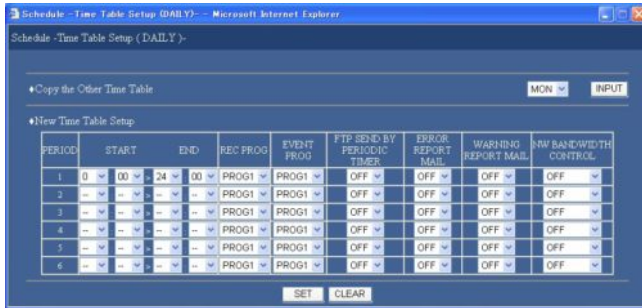 Schedule -Time Table Setup (DAILY)- - Microsoft Internet Explorer
Schedule -Time Table Setup ( DAILY )-
♦Copy the Other Time Table MON INPUT
♦New Time Table Setup
PERIOD START END REC PROG EVENT PROG FTP SEND BY PERIODIC TIMER ERROR REPORT MAIL WARNING REPORT MAIL NW BANDWIDTH CONTROL
1 0 00 > 24 00 PROG1 PROG1 OFF OFF OFF OFF
2 -- -- > -- -- PROG1 PROG1 OFF OFF OFF OFF
3 -- -- > -- -- PROG1 PROG1 OFF OFF OFF OFF
4 -- -- > -- -- PROG1 PROG1 OFF OFF OFF OFF
5 -- -- > -- -- PROG1 PROG1 OFF OFF OFF OFF
6 -- -- > -- -- PROG1 PROG1 OFF OFF OFF OFF
SET CLEAR